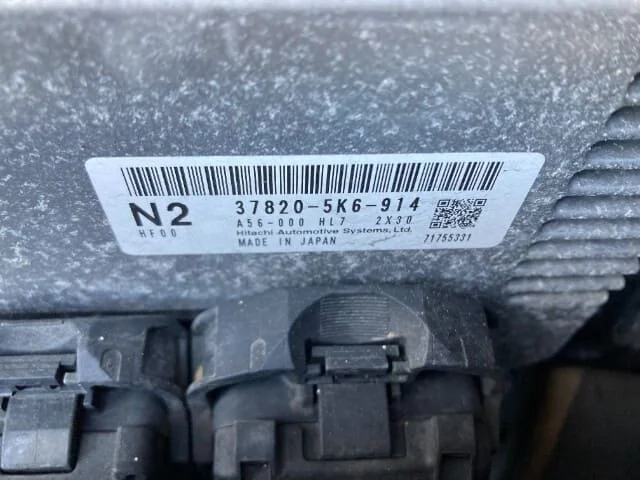 N2
HF00
37820-5K6-914
A56-000 HL7 2X30
Hitachi Automotive Systems, Ltd.
MADE IN JAPAN
71755331